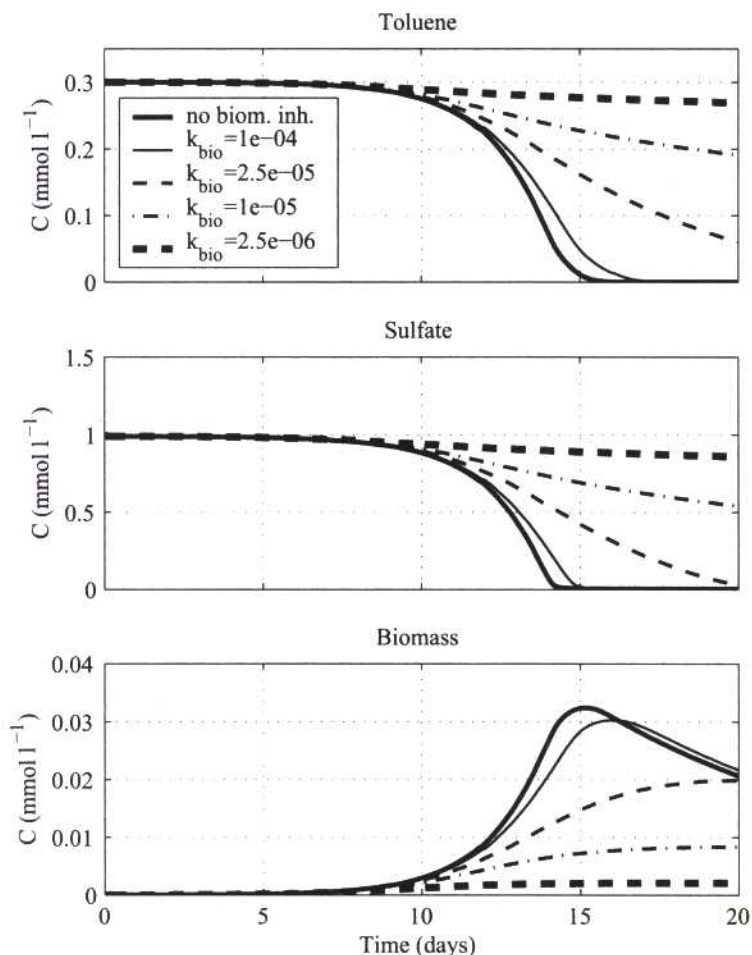 Toluene
0.3
0.2
0.1
0
C (mmol l⁻¹)
no biom. inh.
k_bio=1e−04
k_bio=2.5e−05
k_bio=1e−05
k_bio=2.5e−06
Sulfate
1.5
1
0.5
0
C (mmol l⁻¹)
Biomass
0.04
0.03
0.02
0.01
0
C (mmol l⁻¹)
0 5 10 15 20
Time (days)